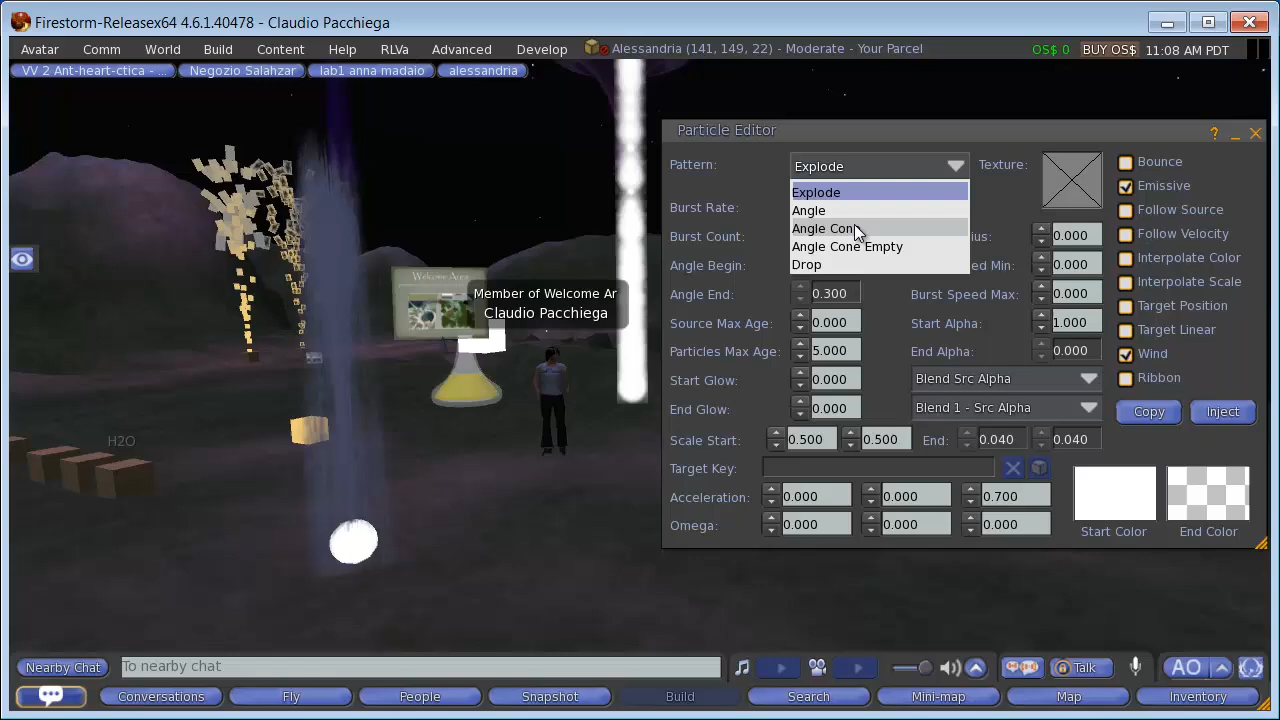 Firestorm-Releasex64 4.6.1.40478 - Claudio Pacchiega
Avatar Comm World Build Content Help RLVa Advanced Develop Alessandria (141, 149, 22) - Moderate - Your Parcel OS$ 0 BUY OS$ 11:08 AM PDT
VV 2 Ant-heart-ctica - ... Negozio Salahzar lab1 anna madaio alessandria
Particle Editor ? _ X
Pattern: Explode Texture: Bounce
Explode Emissive
Angle Follow Source
Burst Rate:
Angle Con Follow Velocity
Burst Count: 0.000
Angle Cone Empty Interpolate Color
Angle Begin: Drop 0.000
Welcome Area
Member of Welcome Ar
Claudio Pacchiega
Angle End: 0.300 Burst Speed Max: 0.000 Interpolate Scale
Target Position
Source Max Age: 0.000 Start Alpha: 1.000 Target Linear
Particles Max Age: 5.000 End Alpha: 0.000 Wind
Start Glow: 0.000 Blend Src Alpha Ribbon
End Glow: 0.000 Blend 1 - Src Alpha Copy Inject
Scale Start: 0.500 0.500 End: 0.040 0.040
H2O
Target Key:
Acceleration: 0.000 0.000 0.700
Omega: 0.000 0.000 0.000 Start Color End Color
Nearby Chat To nearby chat Talk AO
Conversations Fly People Snapshot Build Search Mini-map Map Inventory